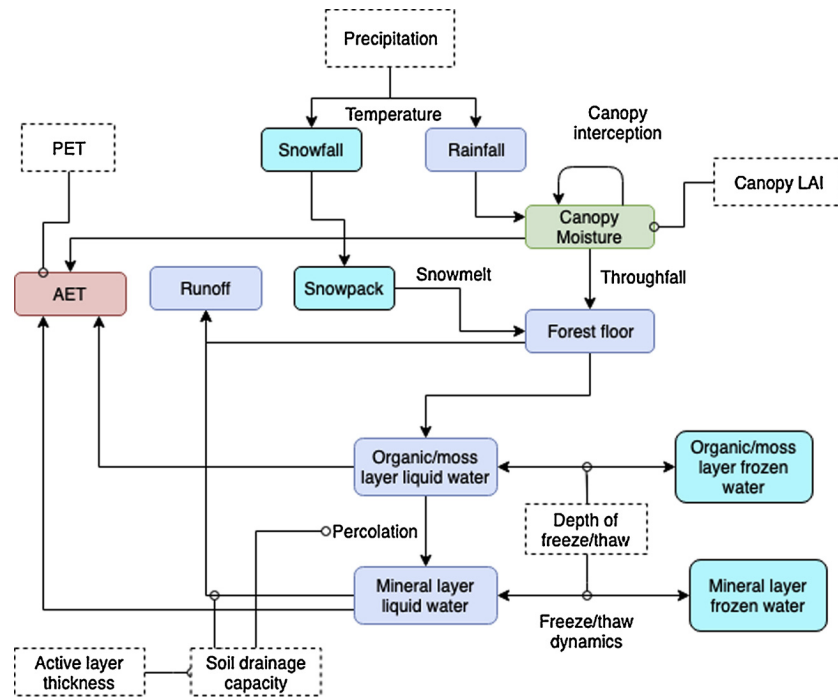 Precipitation
Temperature
Canopy
interception
PET
Snowfall
Rainfall
Canopy LAI
Canopy
Moisture
AET
Runoff
Snowpack
Snowmelt
Throughfall
Forest floor
Organic/moss
layer liquid water
Organic/moss
layer frozen
water
Percolation
Depth of
freeze/thaw
Mineral layer
liquid water
Mineral layer
frozen water
Freeze/thaw
dynamics
Active layer
thickness
Soil drainage
capacity